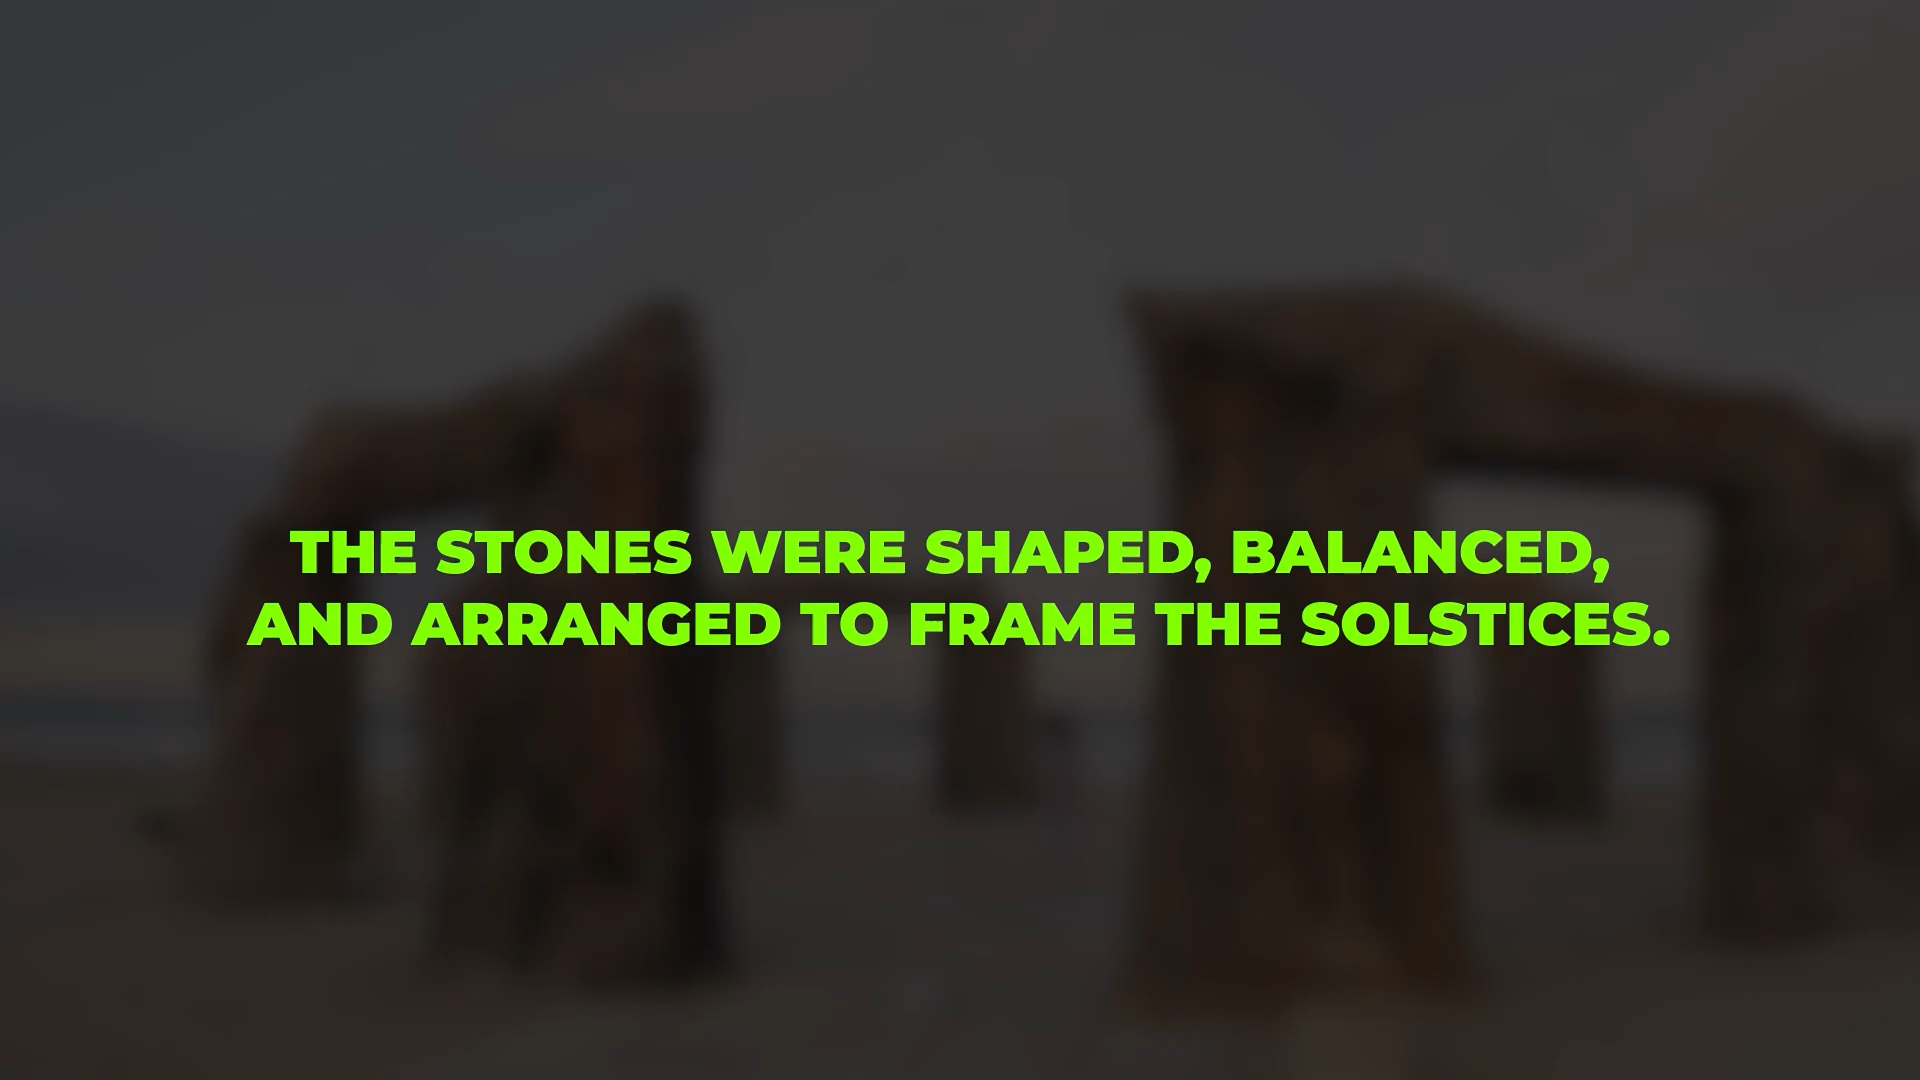 THE STONES WERE SHAPED, BALANCED,
AND ARRANGED TO FRAME THE SOLSTICES.